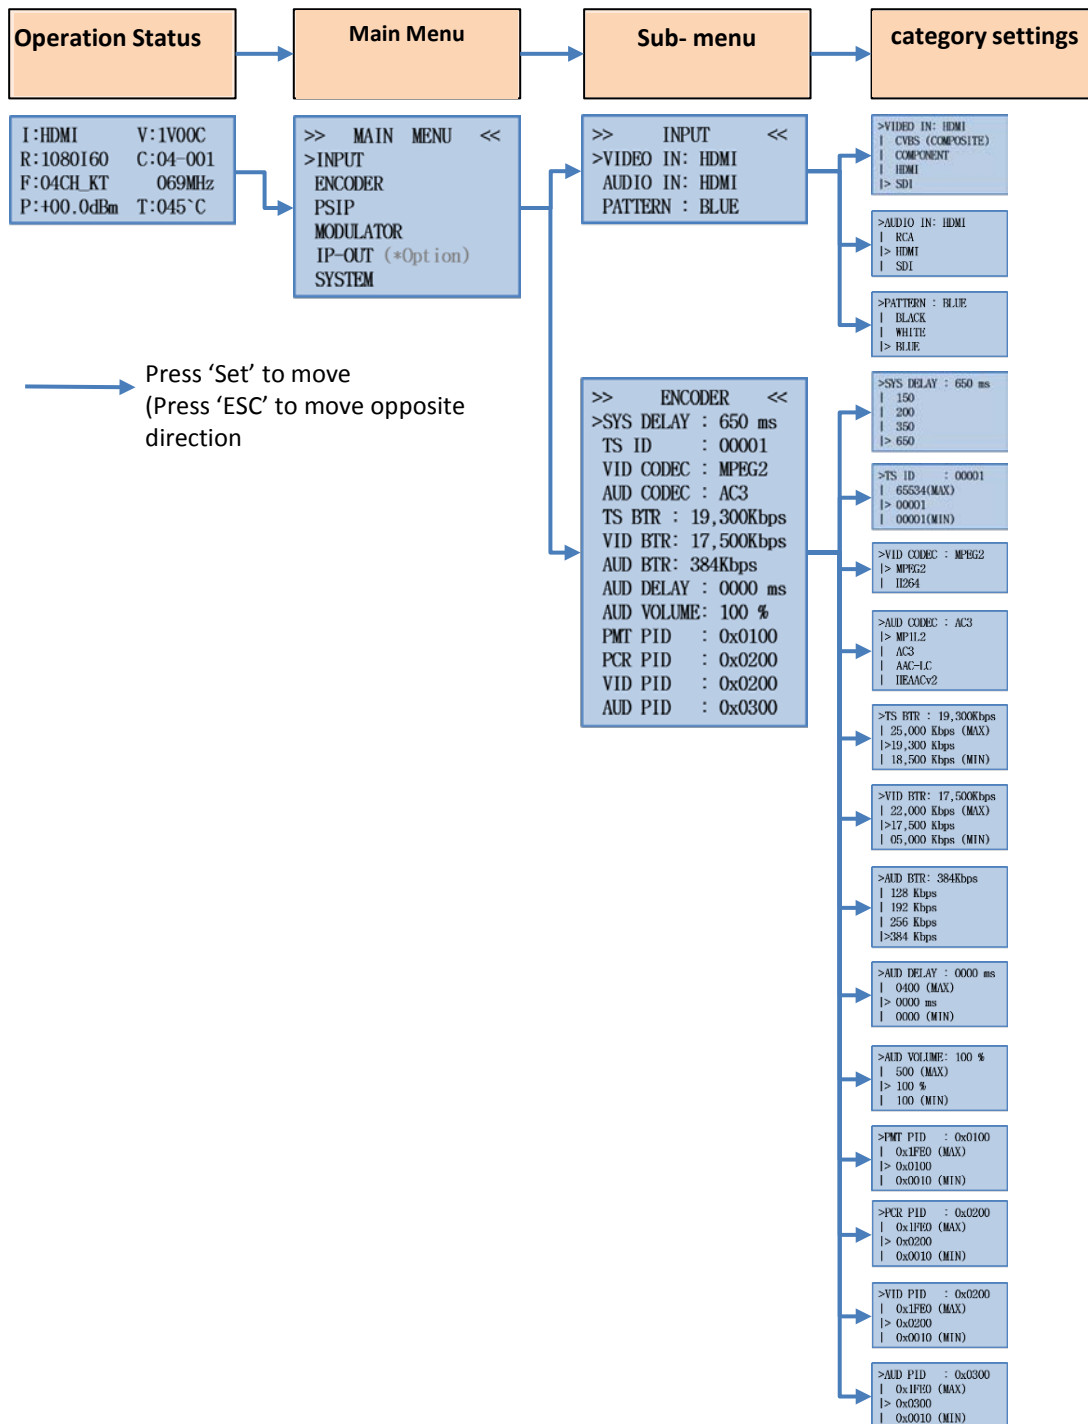 Operation Status
Main Menu
Sub- menu
category settings
I:HDMI V:1V00C
R:1080I60 C:04-001
F:04CH_KT 069MHz
P:+00.0dBm T:045`C
>> MAIN MENU <<
>INPUT
ENCODER
PSIP
MODULATOR
IP-OUT (*Option)
SYSTEM
>> INPUT <<
>VIDEO IN: HDMI
AUDIO IN: HDMI
PATTERN : BLUE
>VIDEO IN: HDMI
| CVBS (COMPOSITE)
| COMPONENT
| HDMI
|> SDI
>AUDIO IN: HDMI
| RCA
|> HDMI
| SDI
>PATTERN : BLUE
| BLACK
| WHITE
|> BLUE
Press ‘Set’ to move
(Press ‘ESC’ to move opposite
direction
>> ENCODER <<
>SYS DELAY : 650 ms
TS ID : 00001
VID CODEC : MPEG2
AUD CODEC : AC3
TS BTR : 19,300Kbps
VID BTR: 17,500Kbps
AUD BTR: 384Kbps
AUD DELAY : 0000 ms
AUD VOLUME: 100 %
PMT PID : 0x0100
PCR PID : 0x0200
VID PID : 0x0200
AUD PID : 0x0300
>SYS DELAY : 650 ms
| 150
| 200
| 350
|> 650
>TS ID : 00001
| 65534(MAX)
|> 00001
| 00001(MIN)
>VID CODEC : MPEG2
|> MPEG2
| H264
>AUD CODEC : AC3
|> MP1L2
| AC3
| AAC-LC
| HEAACv2
>TS BTR : 19,300Kbps
| 25,000 Kbps (MAX)
|>19,300 Kbps
| 18,500 Kbps (MIN)
>VID BTR: 17,500Kbps
| 22,000 Kbps (MAX)
|>17,500 Kbps
| 05,000 Kbps (MIN)
>AUD BTR: 384Kbps
| 128 Kbps
| 192 Kbps
| 256 Kbps
|>384 Kbps
>AUD DELAY : 0000 ms
| 0400 (MAX)
|> 0000 ms
| 0000 (MIN)
>AUD VOLUME: 100 %
| 500 (MAX)
|> 100 %
| 100 (MIN)
>PMT PID : 0x0100
| 0x1FE0 (MAX)
|> 0x0100
| 0x0010 (MIN)
>PCR PID : 0x0200
| 0x1FE0 (MAX)
|> 0x0200
| 0x0010 (MIN)
>VID PID : 0x0200
| 0x1FE0 (MAX)
|> 0x0200
| 0x0010 (MIN)
>AUD PID : 0x0300
| 0x1FE0 (MAX)
|> 0x0300
| 0x0010 (MIN)